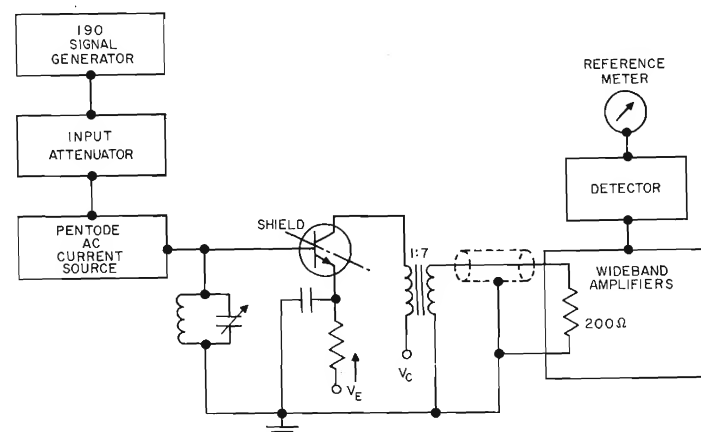 190
SIGNAL
GENERATOR
INPUT
ATTENUATOR
PENTODE
AC
CURRENT
SOURCE
SHIELD
1:7
V_E
V_C
REFERENCE
METER
DETECTOR
WIDEBAND
AMPLIFIERS
200Ω